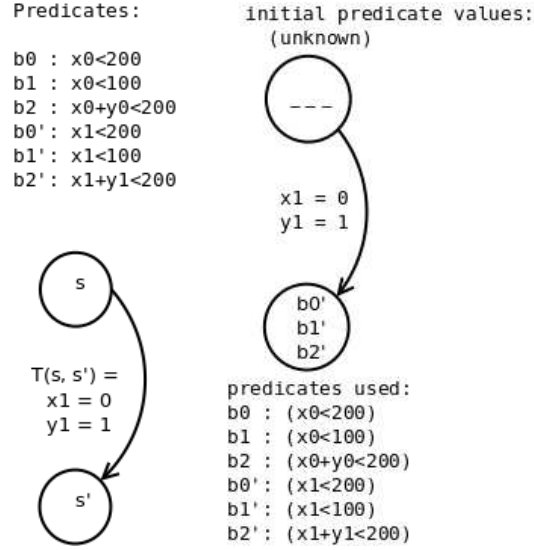 Predicates:
b0 : x0<200
b1 : x0<100
b2 : x0+y0<200
b0': x1<200
b1': x1<100
b2': x1+y1<200
s
T(s, s') =
x1 = 0
y1 = 1
s'
initial predicate values:
(unknown)
___
x1 = 0
y1 = 1
b0'
b1'
b2'
predicates used:
b0 : (x0<200)
b1 : (x0<100)
b2 : (x0+y0<200)
b0': (x1<200)
b1': (x1<100)
b2': (x1+y1<200)